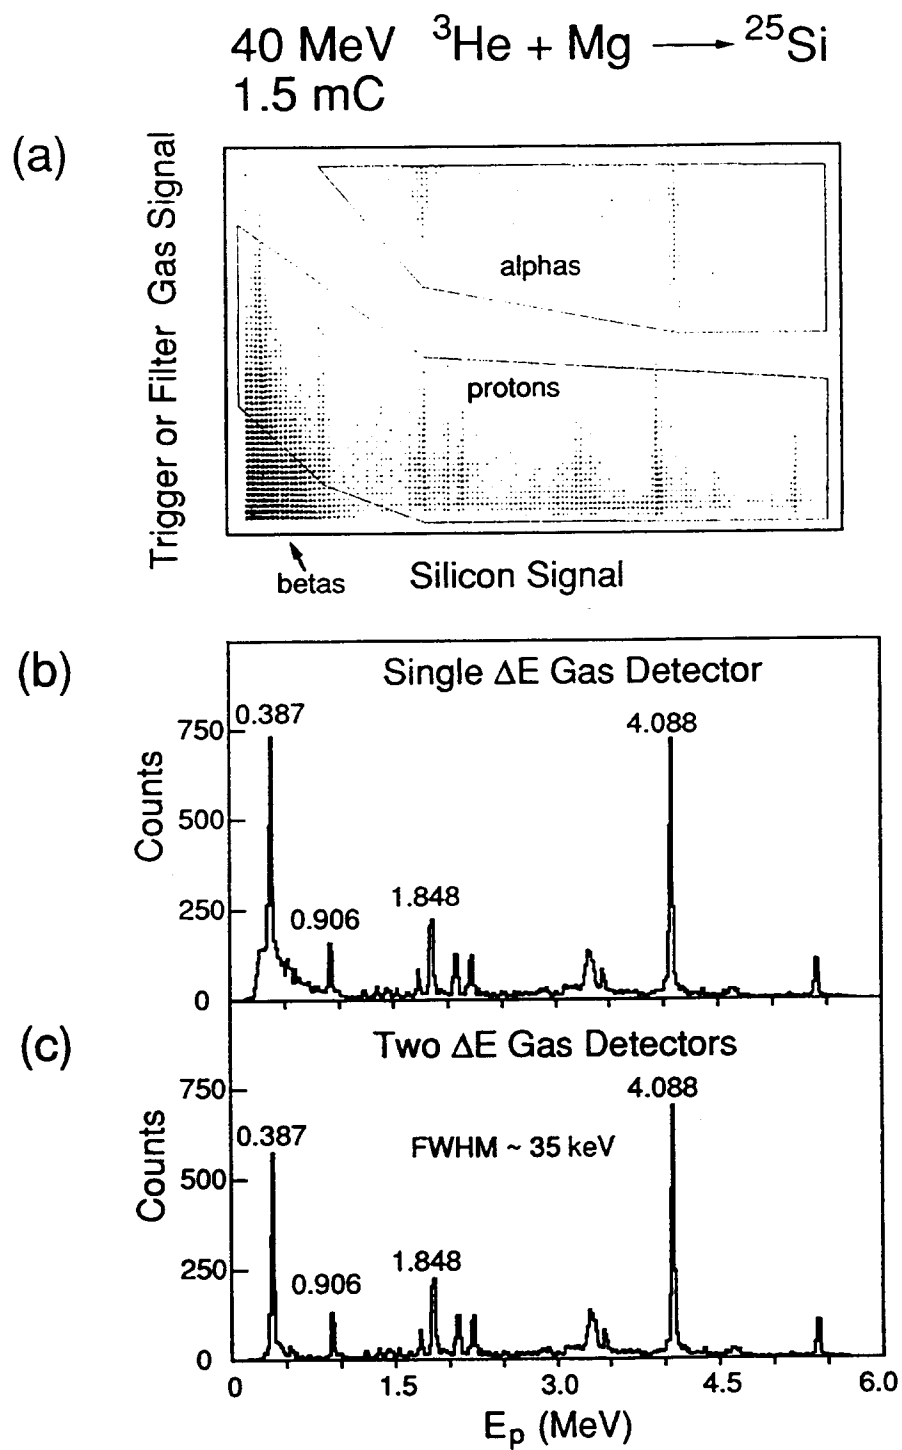 40 MeV ³He + Mg → ²⁵Si
1.5 mC
(a)
Trigger or Filter Gas Signal
alphas
protons
betas
Silicon Signal
(b)
Single ΔE Gas Detector
Counts
750
500
250
0
0.387
0.906
1.848
4.088
(c)
Two ΔE Gas Detectors
FWHM ~ 35 keV
Counts
750
500
250
0
0.387
0.906
1.848
4.088
0 1.5 3.0 4.5 6.0
Eₚ (MeV)